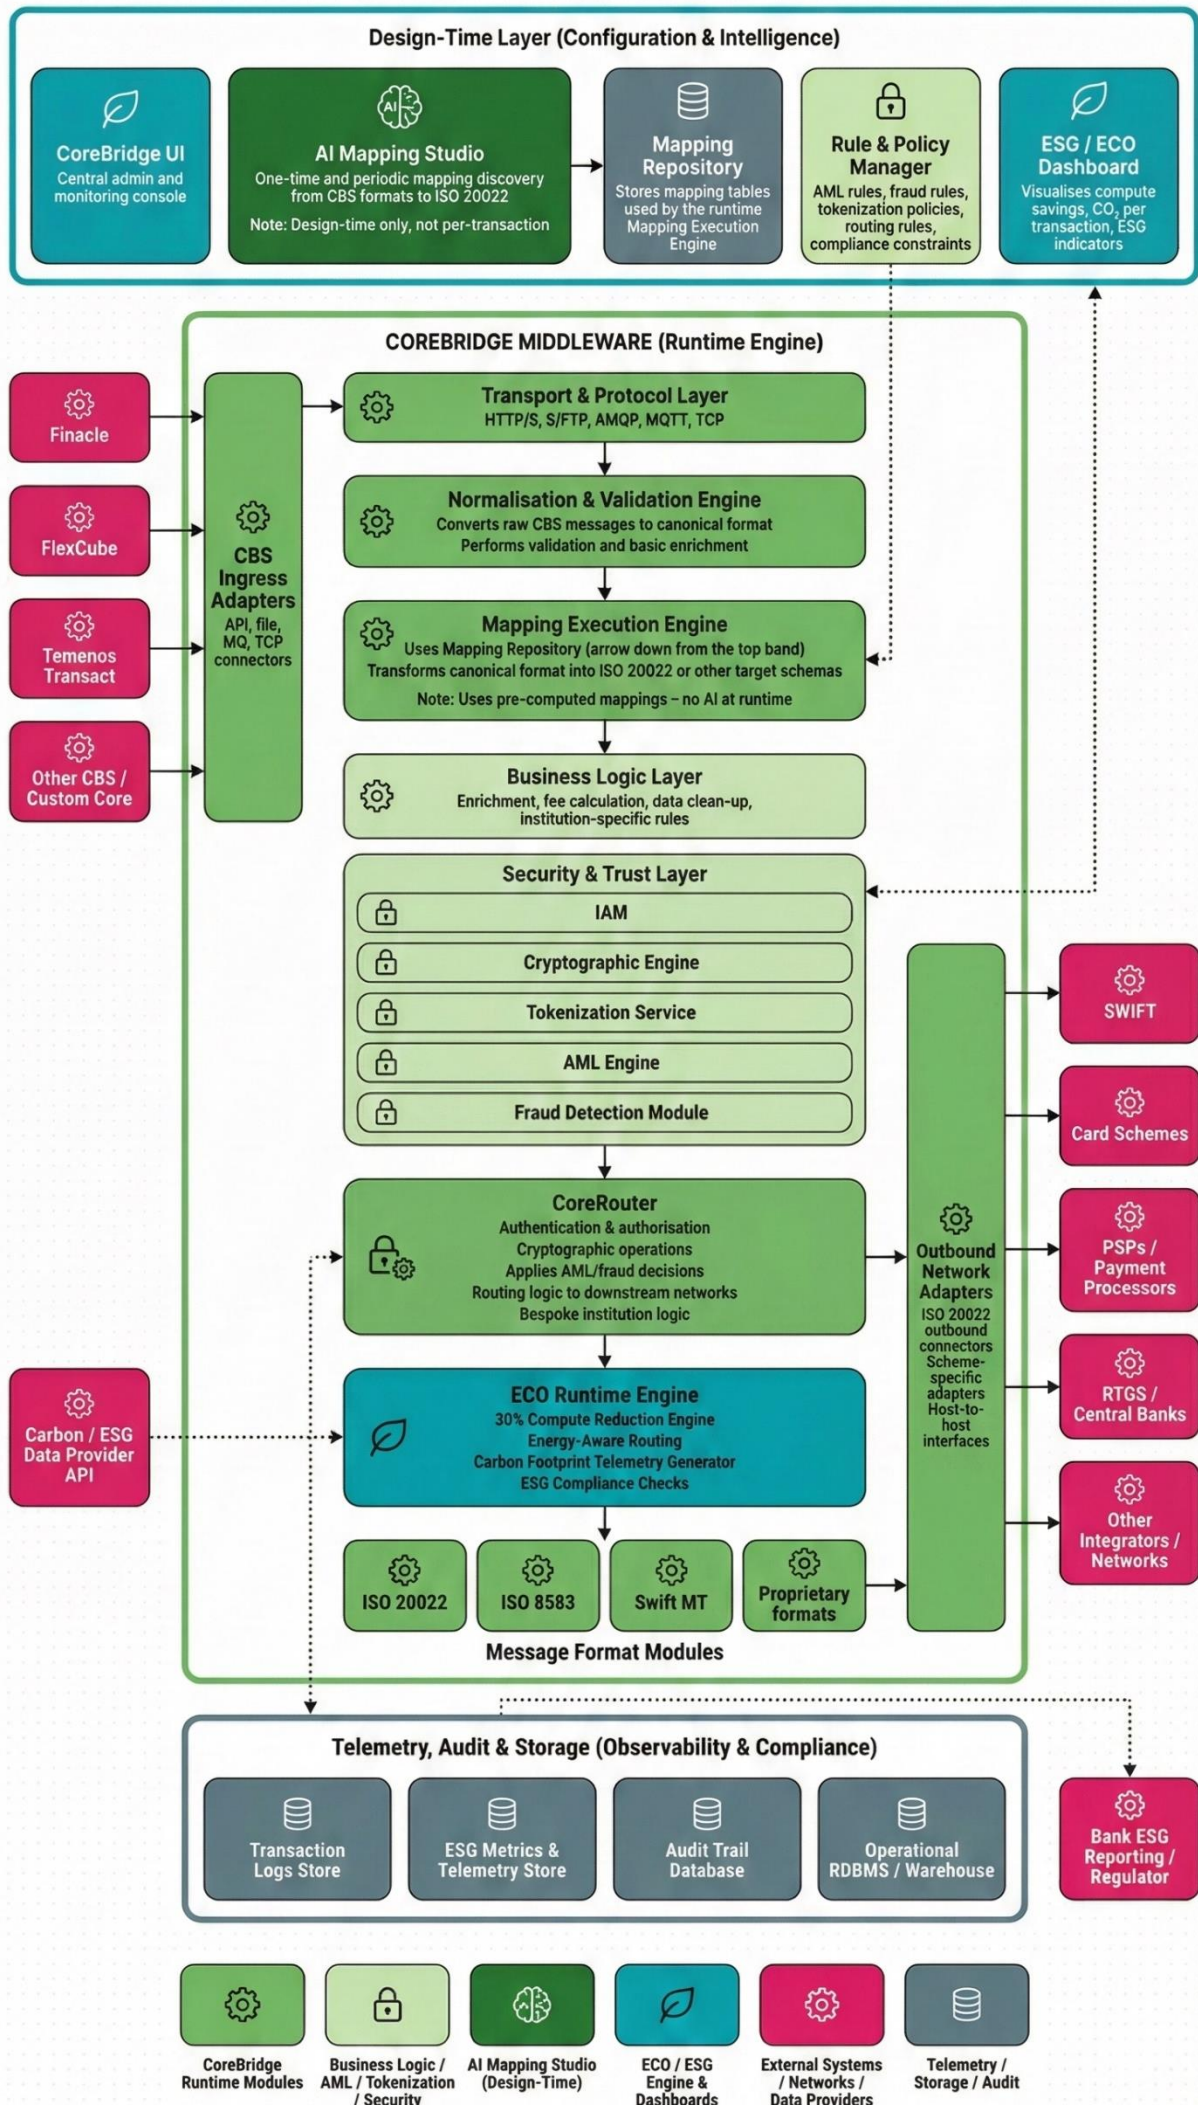 Design-Time Layer (Configuration & Intelligence)
CoreBridge UI
Central admin and
monitoring console
AI
AI Mapping Studio
One-time and periodic mapping discovery
from CBS formats to ISO 20022
Note: Design-time only, not per-transaction
Mapping
Repository
Stores mapping tables
used by the runtime
Mapping Execution
Engine
Rule & Policy
Manager
AML rules, fraud rules,
tokenization policies,
routing rules,
compliance constraints
ESG / ECO
Dashboard
Visualises compute
savings, CO₂ per
transaction, ESG
indicators
COREBRIDGE MIDDLEWARE (Runtime Engine)
Finacle
FlexCube
Temenos
Transact
Other CBS /
Custom Core
CBS
Ingress
Adapters
API, file,
MQ, TCP
connectors
Transport & Protocol Layer
HTTP/S, S/FTP, AMQP, MQTT, TCP
Normalisation & Validation Engine
Converts raw CBS messages to canonical format
Performs validation and basic enrichment
Mapping Execution Engine
Uses Mapping Repository (arrow down from the top band)
Transforms canonical format into ISO 20022 or other target schemas
Note: Uses pre-computed mappings – no AI at runtime
Business Logic Layer
Enrichment, fee calculation, data clean-up,
institution-specific rules
Security & Trust Layer
IAM
Cryptographic Engine
Tokenization Service
AML Engine
Fraud Detection Module
CoreRouter
Authentication & authorisation
Cryptographic operations
Applies AML/fraud decisions
Routing logic to downstream networks
Bespoke institution logic
Carbon / ESG
Data Provider
API
ECO Runtime Engine
30% Compute Reduction Engine
Energy-Aware Routing
Carbon Footprint Telemetry Generator
ESG Compliance Checks
ISO 20022
ISO 8583
Swift MT
Proprietary
formats
Message Format Modules
Outbound
Network
Adapters
ISO 20022
outbound
connectors
Scheme-
specific
adapters
Host-to-
host
interfaces
SWIFT
Card Schemes
PSPs /
Payment
Processors
RTGS /
Central Banks
Other
Integrators /
Networks
Telemetry, Audit & Storage (Observability & Compliance)
Transaction
Logs Store
ESG Metrics &
Telemetry Store
Audit Trail
Database
Operational
RDBMS / Warehouse
Bank ESG
Reporting /
Regulator
CoreBridge
Runtime Modules
Business Logic /
AML / Tokenization
/ Security
AI Mapping Studio
(Design-Time)
ECO / ESG
Engine &
Dashboards
External Systems
/ Networks /
Data Providers
Telemetry /
Storage / Audit